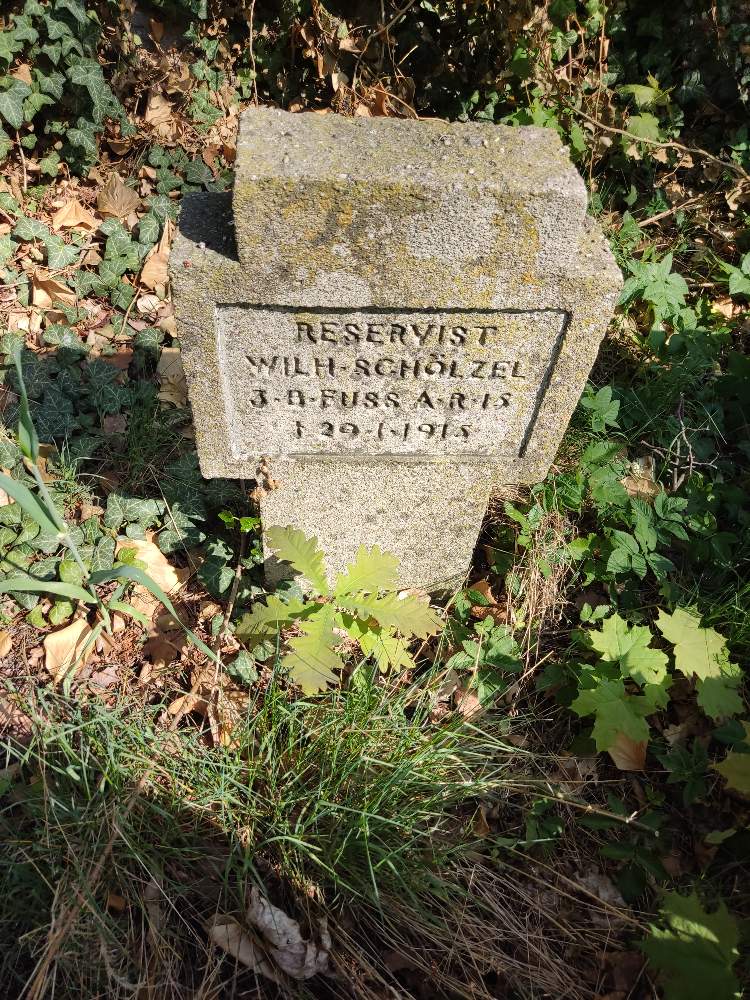 RESERVIST
WILH·SCHÖLZEL
3·B·FUSS A·R·15
† 29·1·1915